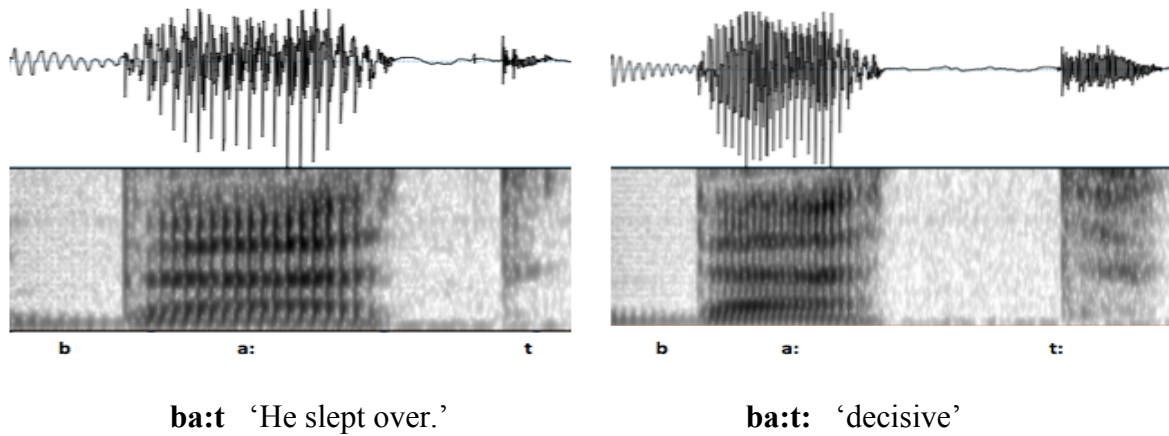 b a: t b a: t:
ba:t ‘He slept over.’ ba:t: ‘decisive’